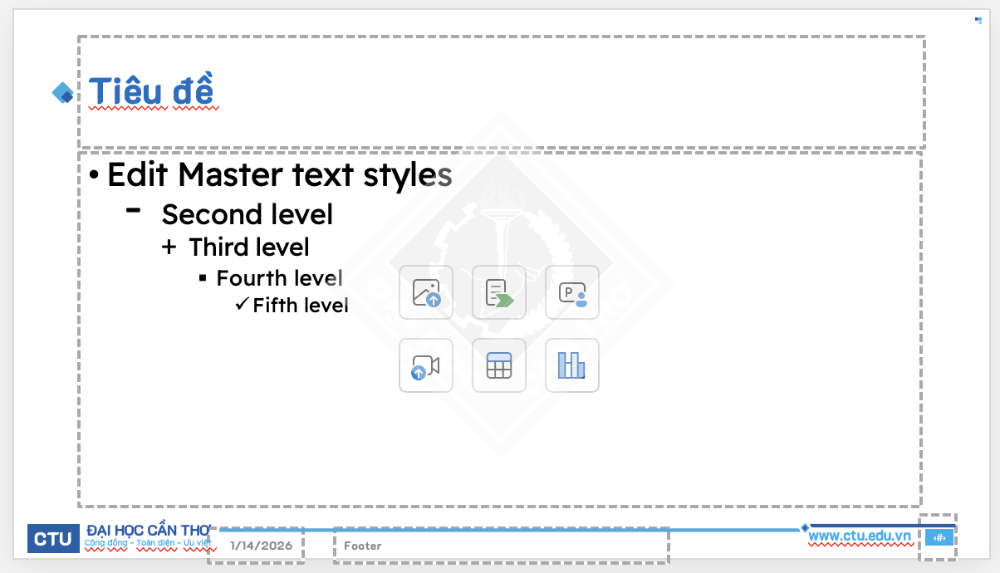 Tiêu đề
• Edit Master text styles
– Second level
+ Third level
▪ Fourth level
✓ Fifth level
P
CTU
ĐẠI HỌC CẦN THƠ
Cộng đồng – Toàn diện – Ưu việt
1/14/2026
Footer
www.ctu.edu.vn
‹#›